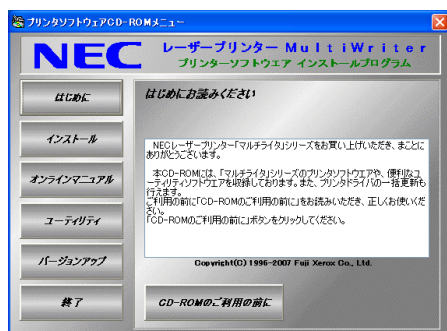 プリンタソフトウェアCD-ROMメニュー
NEC
レーザープリンター MultiWriter
プリンターソフトウエア インストールプログラム
はじめに
インストール
オンラインマニュアル
ユーティリティ
バージョンアップ
終了
はじめにお読みください
NECレーザープリンター「マルチライタ」シリーズをお買い上げいただき、まことに
ありがとうございます。
本CD-ROMには、「マルチライタ」シリーズのプリンタソフトウエアや、便利なユ
ーティリティソフトウエアを収録しております。また、プリンタドライバの一括更新も
行えます。
ご利用の前に「CD-ROMのご利用の前に」をお読みいただき、正しくお使いくだ
さい。
「CD-ROMのご利用の前に」ボタンをクリックしてください。
Copyright(C) 1996-2007 Fuji Xerox Co., Ltd.
CD-ROMのご利用の前に